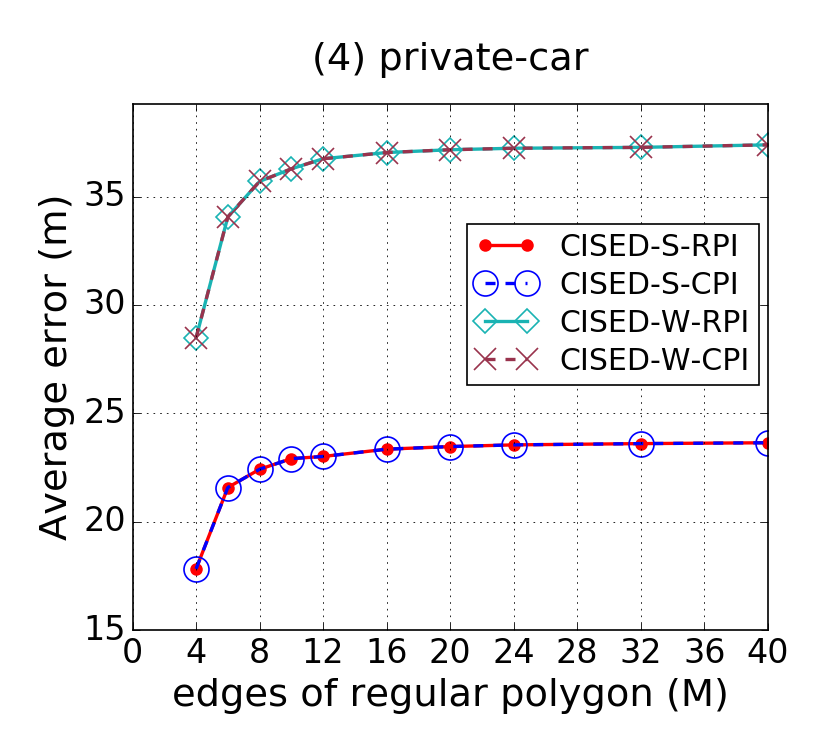 (4) private-car
Average error (m)
35
30
25
20
15
CISED-S-RPI
CISED-S-CPI
CISED-W-RPI
CISED-W-CPI
0 4 8 12 16 20 24 28 32 36 40
edges of regular polygon (M)